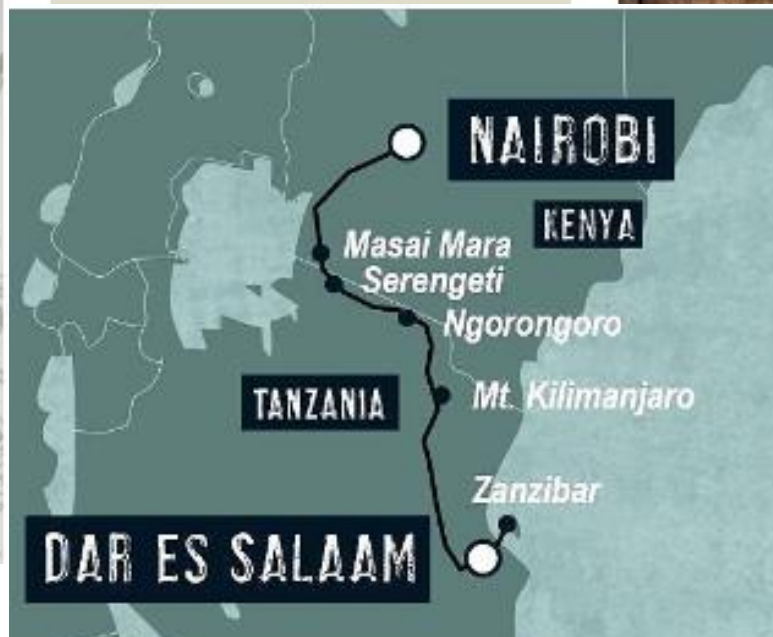 NAIROBI
KENYA
Masai Mara
Serengeti
Ngorongoro
TANZANIA
Mt. Kilimanjaro
Zanzibar
DAR ES SALAAM